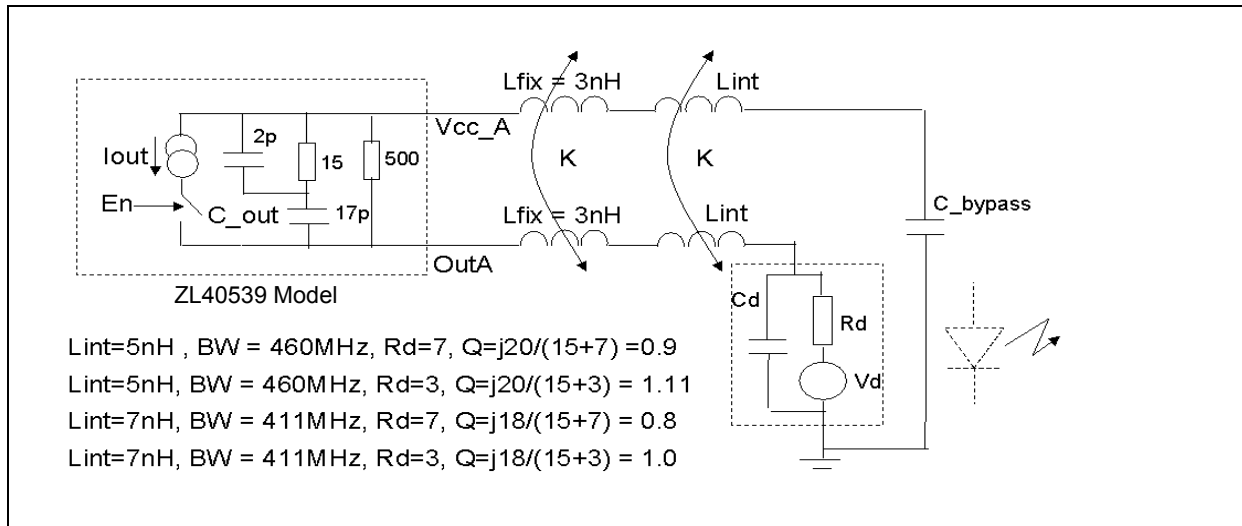 Lfix = 3nH
Lint
Vcc_A
2p
Iout
15
500
K
K
En
C_out
17p
Lfix = 3nH
Lint
C_bypass
OutA
ZL40539 Model
Cd
Rd
Vd
Lint=5nH , BW = 460MHz, Rd=7, Q=j20/(15+7) =0.9
Lint=5nH, BW = 460MHz, Rd=3, Q=j20/(15+3) = 1.11
Lint=7nH, BW = 411MHz, Rd=7, Q=j18/(15+7) = 0.8
Lint=7nH, BW = 411MHz, Rd=3, Q=j18/(15+3) = 1.0